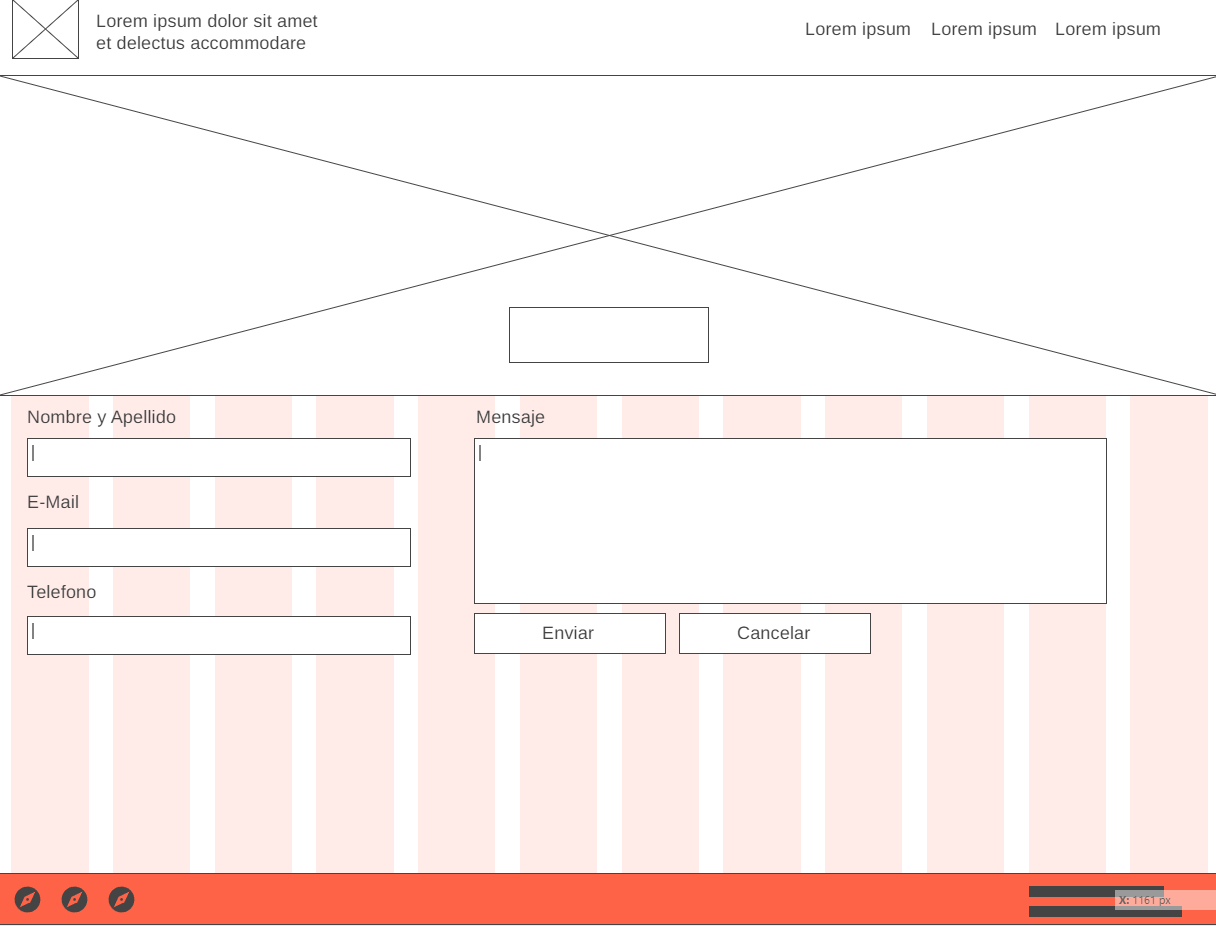 Lorem ipsum dolor sit amet
et delectus accommodare
Lorem ipsum Lorem ipsum Lorem ipsum
Nombre y Apellido
Mensaje
E-Mail
Telefono
Enviar
Cancelar
X: 1161 px